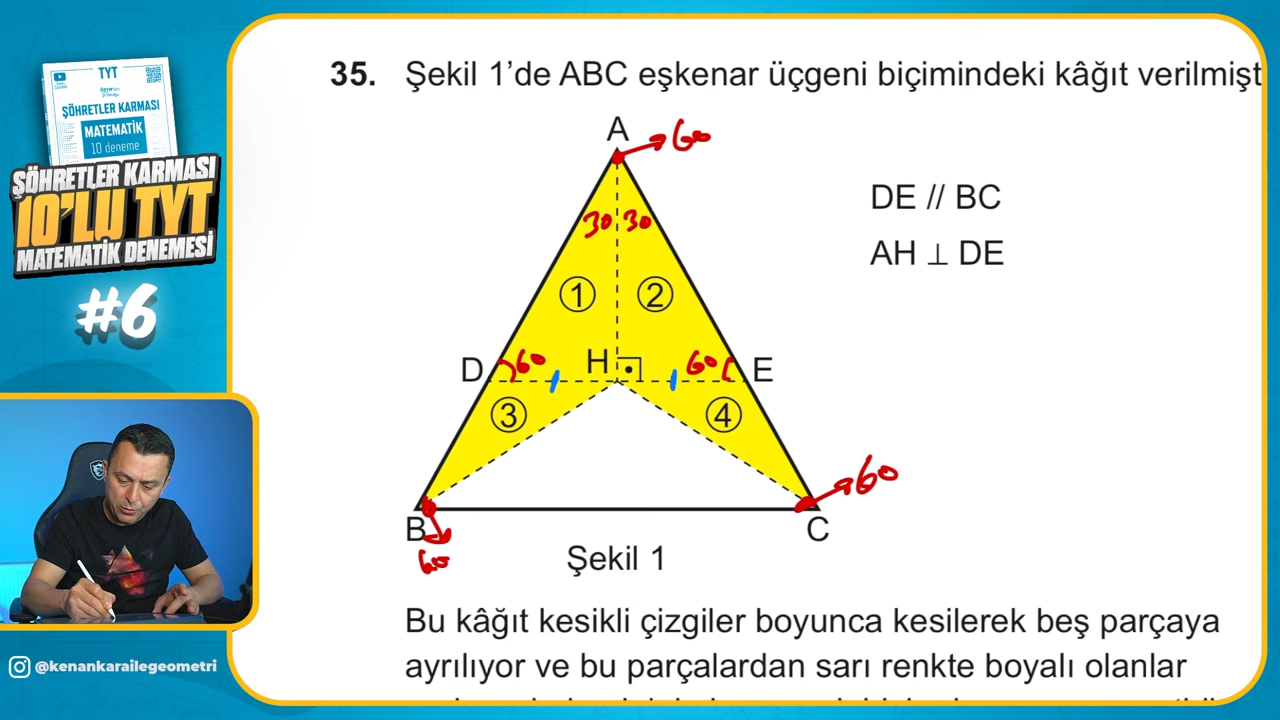 TYT
ŞÖHRETLER KARMASI
MATEMATİK
10 deneme
ŞÖHRETLER KARMASI
10'LU TYT
MATEMATİK DENEMESİ
#6
@kenankarailegeometri
35. Şekil 1'de ABC eşkenar üçgeni biçimindeki kâğıt verilmişt
A
60
DE // BC
30 30
AH ⊥ DE
1 2
D 60 H 60 E
3 4
60
B C
60
Şekil 1
Bu kâğıt kesikli çizgiler boyunca kesilerek beş parçaya
ayrılıyor ve bu parçalardan sarı renkte boyalı olanlar